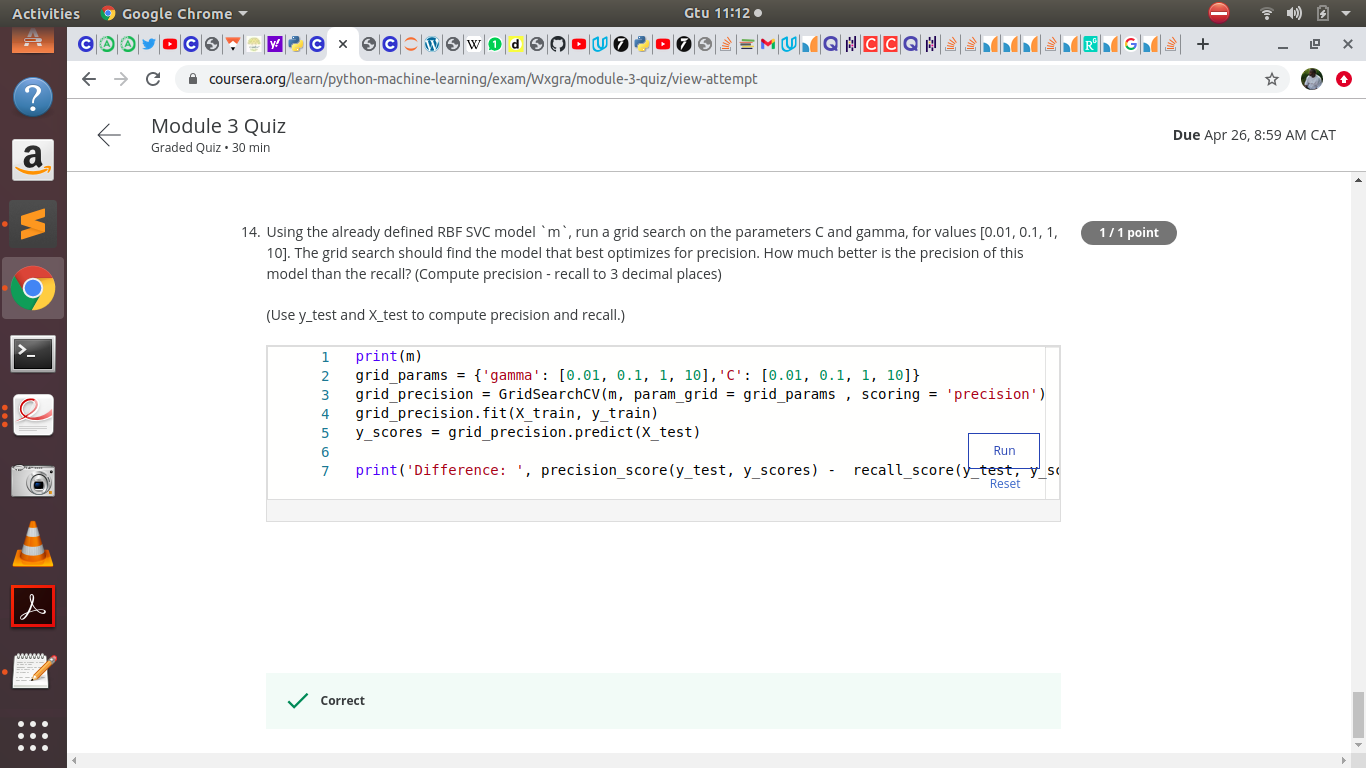 Activities
Google Chrome
Gtu 11:12
coursera.org/learn/python-machine-learning/exam/Wxgra/module-3-quiz/view-attempt
Module 3 Quiz
Graded Quiz • 30 min
Due Apr 26, 8:59 AM CAT
14. Using the already defined RBF SVC model `m`, run a grid search on the parameters C and gamma, for values [0.01, 0.1, 1,
10]. The grid search should find the model that best optimizes for precision. How much better is the precision of this
model than the recall? (Compute precision - recall to 3 decimal places)
1 / 1 point
(Use y_test and X_test to compute precision and recall.)
1 print(m)
2 grid_params = {'gamma': [0.01, 0.1, 1, 10],'C': [0.01, 0.1, 1, 10]}
3 grid_precision = GridSearchCV(m, param_grid = grid_params , scoring = 'precision')
4 grid_precision.fit(X_train, y_train)
5 y_scores = grid_precision.predict(X_test)
6
7 print('Difference: ', precision_score(y_test, y_scores) -  recall_score(y_test, y_sc
Run
Reset
Correct